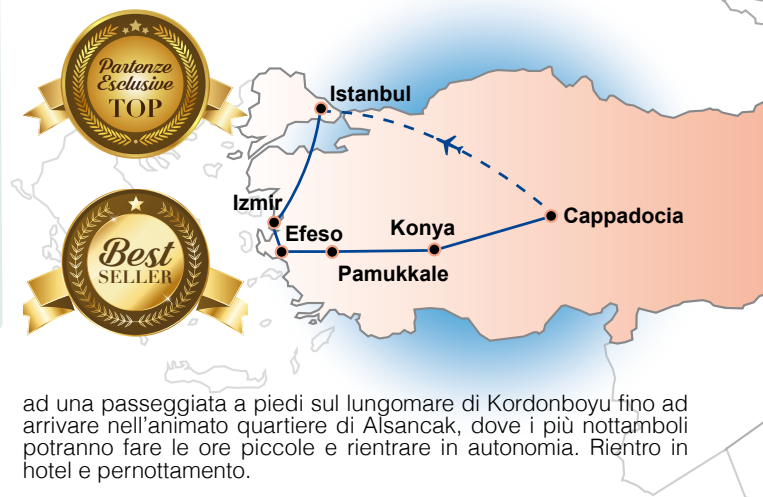 Partenze
Esclusive
TOP
Best
SELLER
Istanbul
Izmir
Efeso
Konya
Cappadocia
Pamukkale
ad una passeggiata a piedi sul lungomare di Kordonboyu fino ad
arrivare nell’animato quartiere di Alsancak, dove i più nottamboli
potranno fare le ore piccole e rientrare in autonomia. Rientro in
hotel e pernottamento.